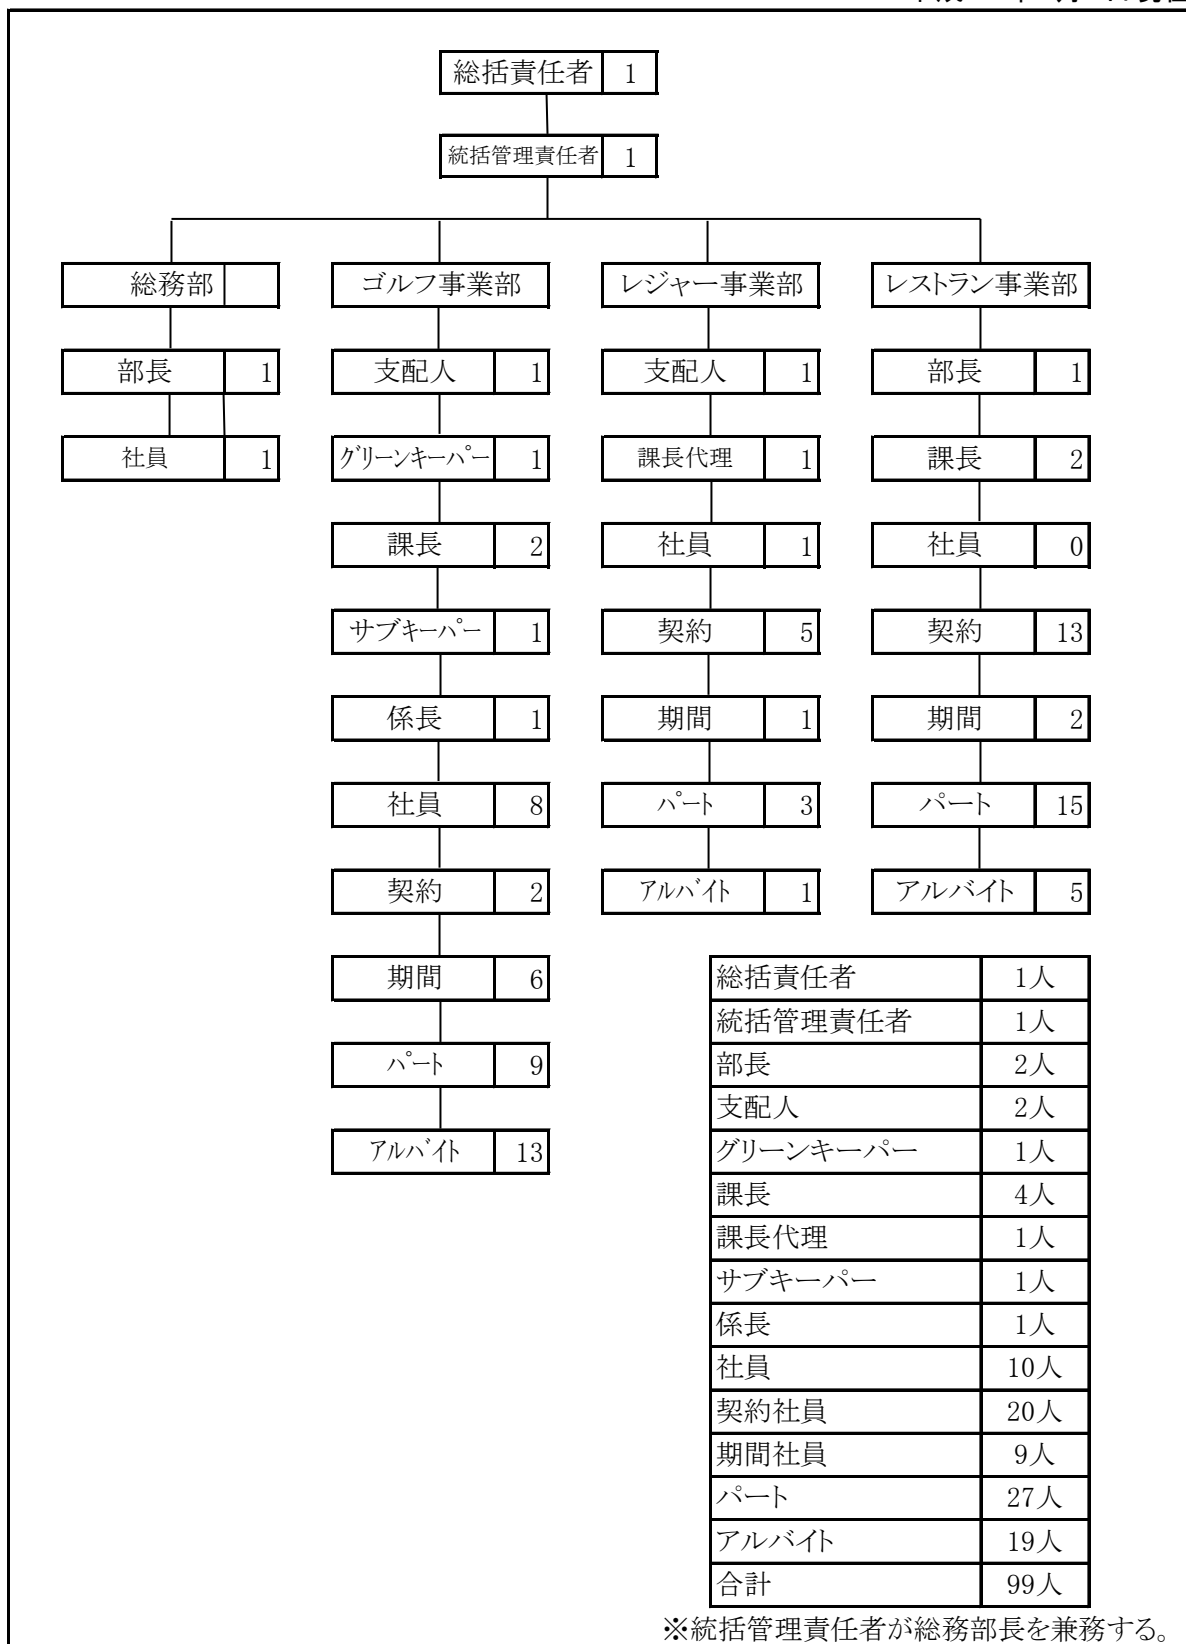 総括責任者 1
統括管理責任者 1
総務部 ゴルフ事業部 レジャー事業部 レストラン事業部
部長 1 支配人 1 支配人 1 部長 1
社員 1 グリーンキーパー 1 課長代理 1 課長 2
課長 2 社員 1 社員 0
サブキーパー 1 契約 5 契約 13
係長 1 期間 1 期間 2
社員 8 パート 3 パート 15
契約 2 アルバイト 1 アルバイト 5
期間 6
パート 9
アルバイト 13
総括責任者 1人
統括管理責任者 1人
部長 2人
支配人 2人
グリーンキーパー 1人
課長 4人
課長代理 1人
サブキーパー 1人
係長 1人
社員 10人
契約社員 20人
期間社員 9人
パート 27人
アルバイト 19人
合計 99人
※統括管理責任者が総務部長を兼務する。